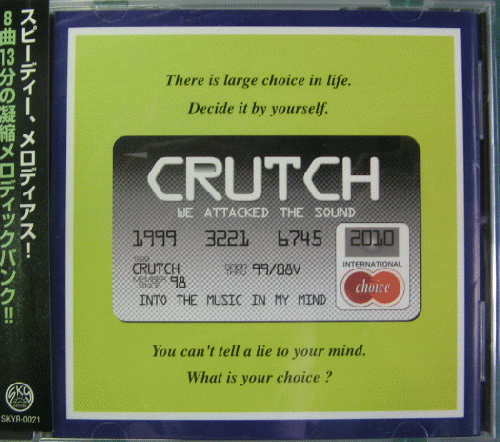 スピーディー、メロディアス!
8曲13分の凝縮メロディックパンク!!
SKYR-0021
There is large choice in life.
Decide it by yourself.
CRUTCH
WE ATTACKED THE SOUND
1999 3221 6745 2010
CRUTCH
MEMBER SINCE 98
THRU 99/08V
INTERNATIONAL
choice
INTO THE MUSIC IN MY MIND
You can't tell a lie to your mind.
What is your choice ?